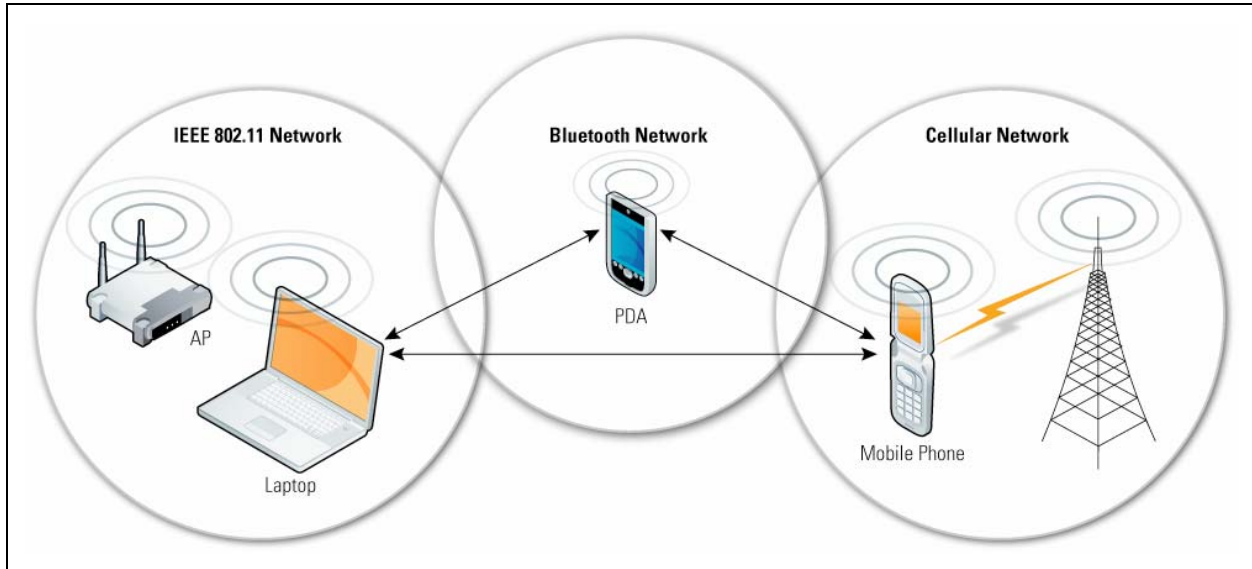 IEEE 802.11 Network
Bluetooth Network
Cellular Network
AP
PDA
Laptop
Mobile Phone